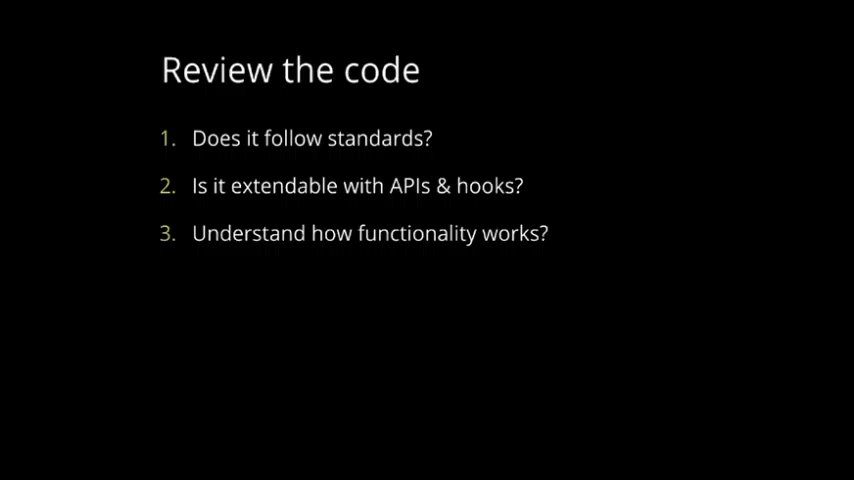 Review the code
1. Does it follow standards?
2. Is it extendable with APIs & hooks?
3. Understand how functionality works?